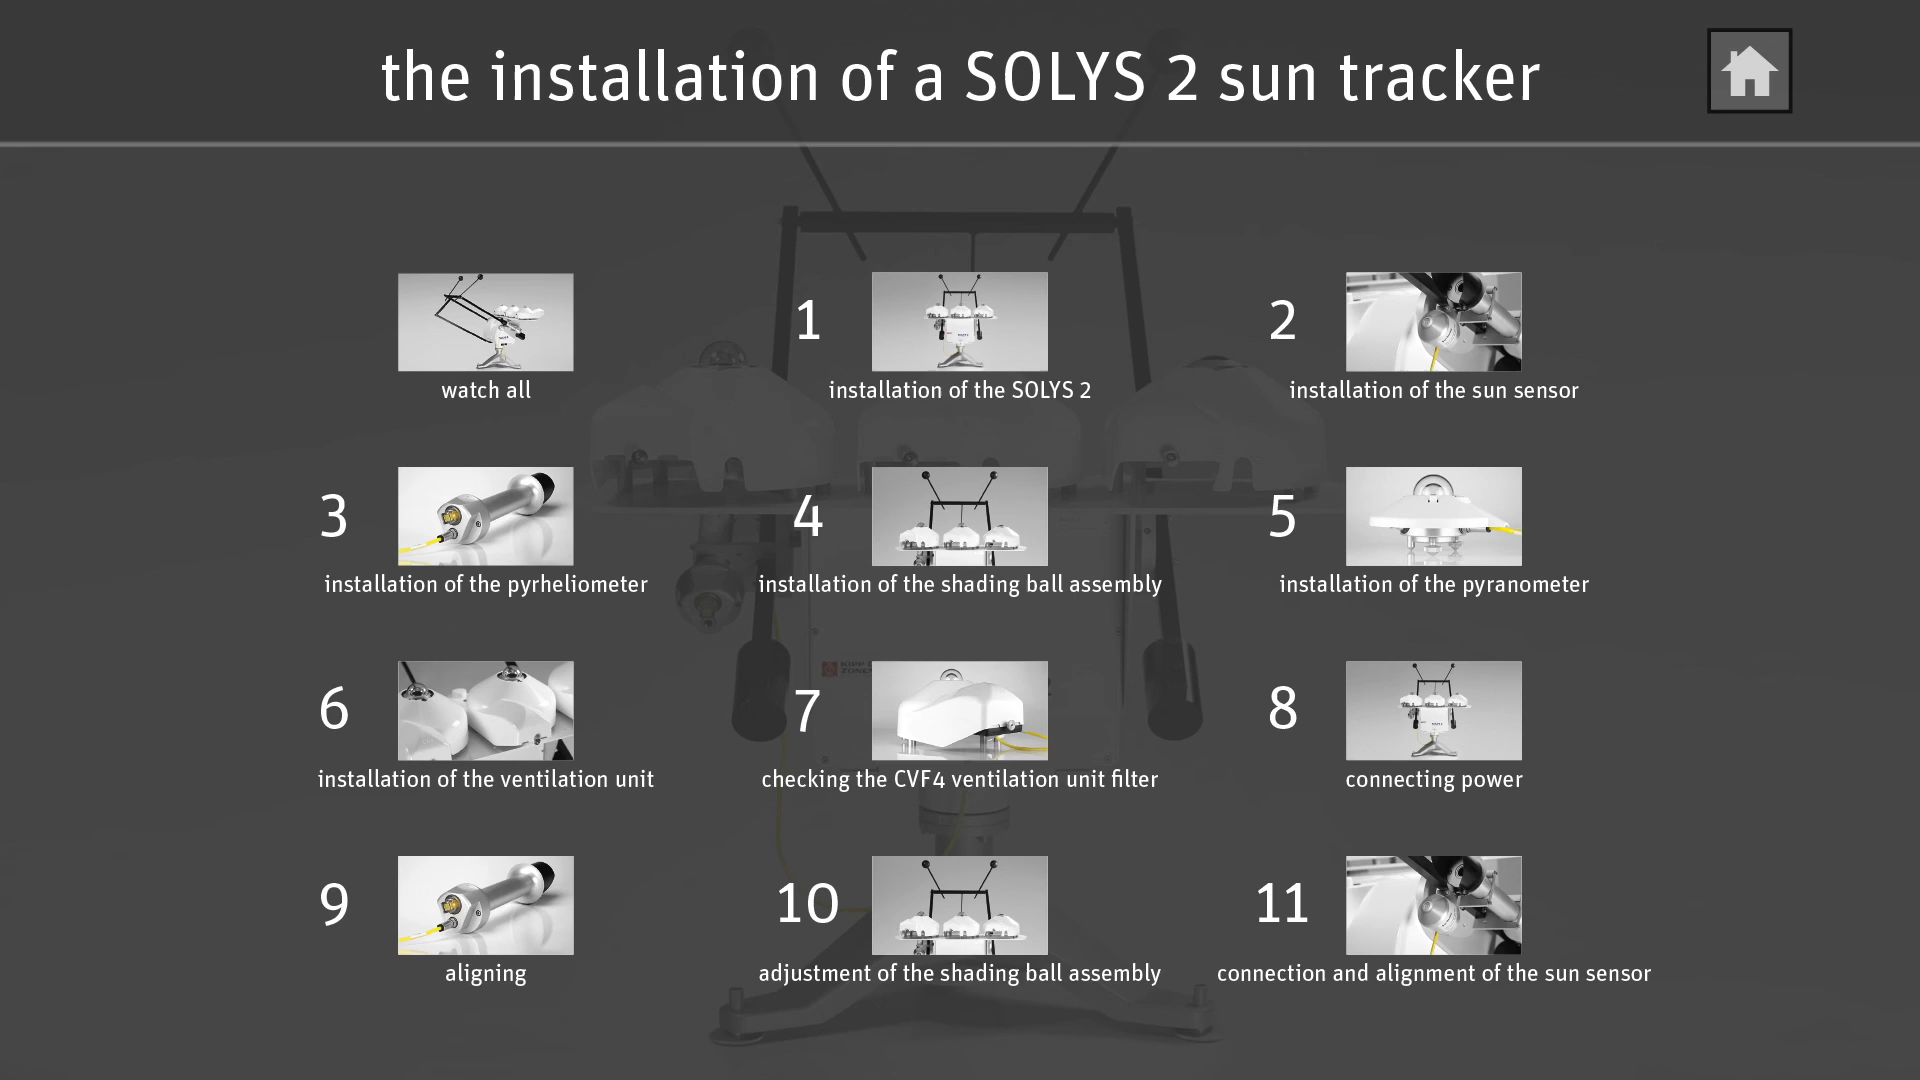 the installation of a SOLYS 2 sun tracker
watch all
1
installation of the SOLYS 2
2
installation of the sun sensor
3
installation of the pyrheliometer
4
installation of the shading ball assembly
5
installation of the pyranometer
6
installation of the ventilation unit
7
checking the CVF4 ventilation unit filter
8
connecting power
9
aligning
10
adjustment of the shading ball assembly
11
connection and alignment of the sun sensor